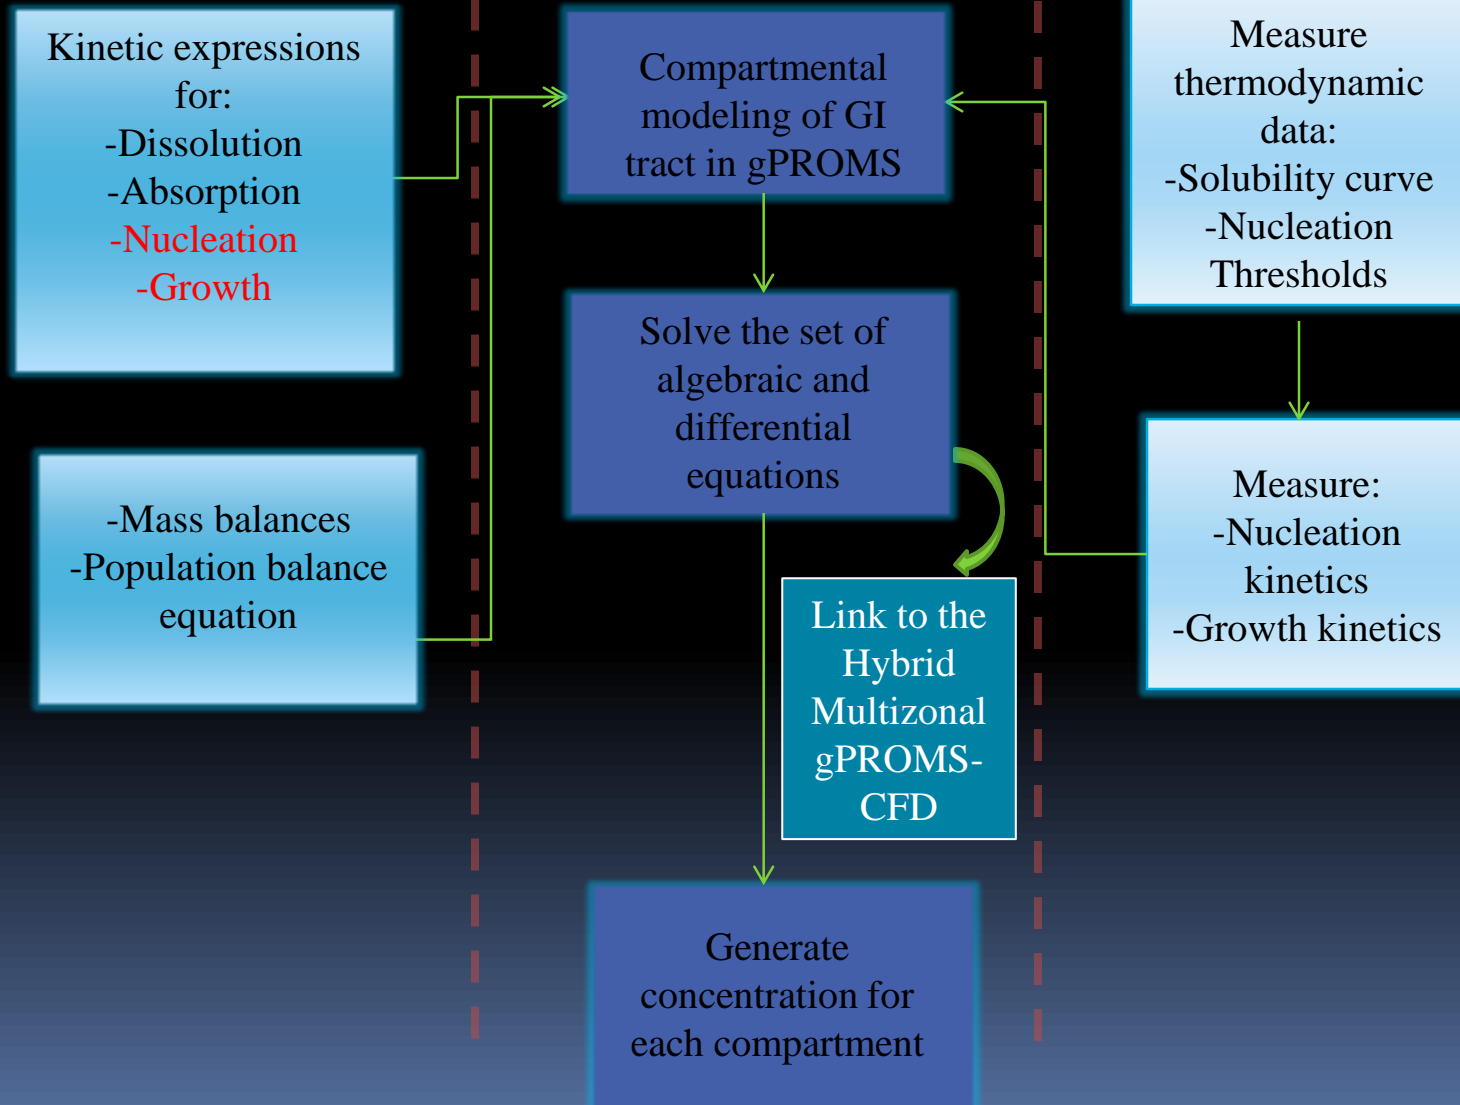 Kinetic expressions
for:
-Dissolution
-Absorption
-Nucleation
-Growth
-Mass balances
-Population balance
equation
Compartmental
modeling of GI
tract in gPROMS
Solve the set of
algebraic and
differential
equations
Link to the
Hybrid
Multizonal
gPROMS-
CFD
Generate
concentration for
each compartment
Measure
thermodynamic
data:
-Solubility curve
-Nucleation
Thresholds
Measure:
-Nucleation
kinetics
-Growth kinetics